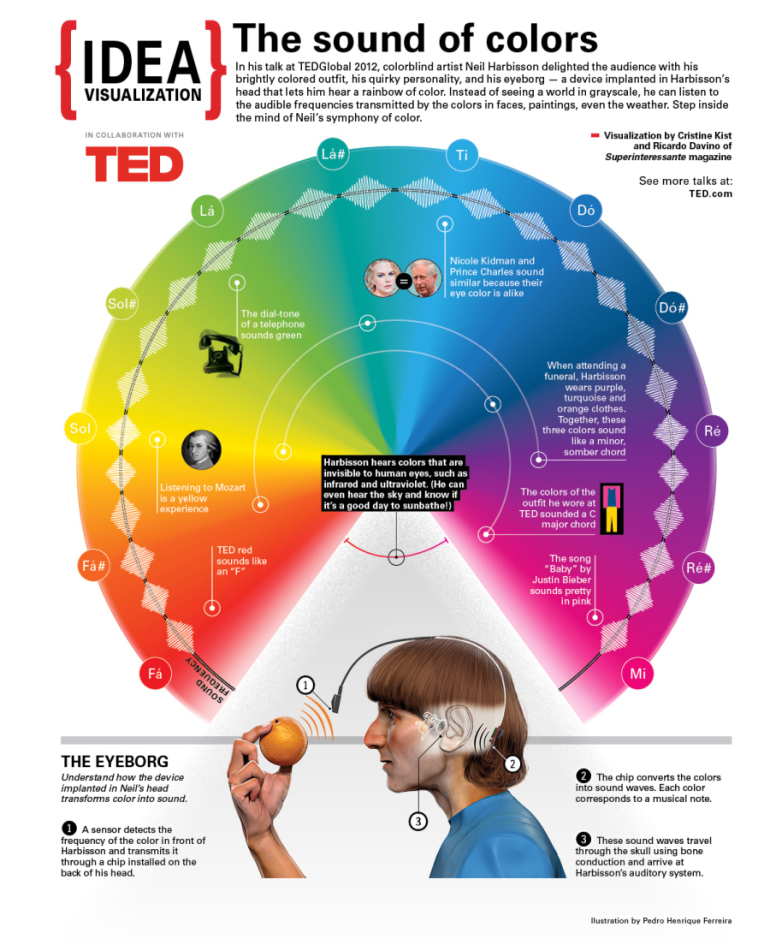 {IDEA}
VISUALIZATION
IN COLLABORATION WITH
TED
The sound of colors
In his talk at TEDGlobal 2012, colorblind artist Neil Harbisson delighted the audience with his
brightly colored outfit, his quirky personality, and his eyeborg — a device implanted in Harbisson's
head that lets him hear a rainbow of color. Instead of seeing a world in grayscale, he can listen to
the audible frequencies transmitted by the colors in faces, paintings, even the weather. Step inside
the mind of Neil's symphony of color.
Visualization by Cristine Kist
and Ricardo Davino of
Superinteressante magazine
See more talks at:
TED.com
Lá#
Ti
Lá
Dó
Sol#
Dó#
Sol
Ré
Fá#
Ré#
Fá
Mi
Nicole Kidman and
Prince Charles sound
similar because their
eye color is alike
=
The dial-tone
of a telephone
sounds green
When attending a
funeral, Harbisson
wears purple,
turquoise and
orange clothes.
Together, these
three colors sound
like a minor,
somber chord
Listening to Mozart
is a yellow
experience
Harbisson hears colors that are
invisible to human eyes, such as
infrared and ultraviolet. (He can
even hear the sky and know if
it's a good day to sunbathe!)
The colors of the
outfit he wore at
TED sounded a C
major chord
TED red
sounds like
an "F"
The song
"Baby" by
Justin Bieber
sounds pretty
in pink
SOUND
FREQUENCY
1
2
3
THE EYEBORG
Understand how the device
implanted in Neil's head
transforms color into sound.
1 A sensor detects the
frequency of the color in front of
Harbisson and transmits it
through a chip installed on the
back of his head.
2 The chip converts the colors
into sound waves. Each color
corresponds to a musical note.
3 These sound waves travel
through the skull using bone
conduction and arrive at
Harbisson's auditory system.
Ilustration by Pedro Henrique Ferreira